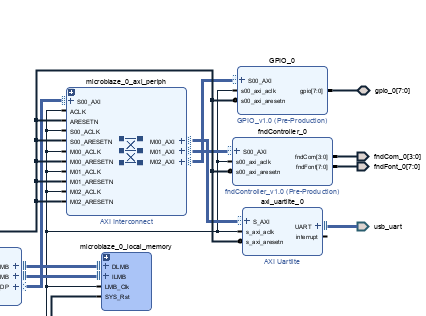 GPIO_0
S00_AXI
s00_axi_aclk
s00_axi_aresetn
gpio[7:0]
gpio_0[7:0]
GPIO_v1.0 (Pre-Production)
microblaze_0_axi_periph
S00_AXI
ACLK
ARESETN
S00_ACLK
S00_ARESETN
M00_ACLK
M00_ARESETN
M01_ACLK
M01_ARESETN
M02_ACLK
M02_ARESETN
M00_AXI
M01_AXI
M02_AXI
AXI Interconnect
fndController_0
S00_AXI
s00_axi_aclk
s00_axi_aresetn
fndCom[3:0]
fndFont[7:0]
fndCom_0[3:0]
fndFont_0[7:0]
fndController_v1.0 (Pre-Production)
axi_uartlite_0
S_AXI
s_axi_aclk
s_axi_aresetn
UART
interrupt
usb_uart
AXI Uartlite
microblaze_0_local_memory
DLMB
ILMB
LMB_Clk
SYS_Rst
MB
MB
DP